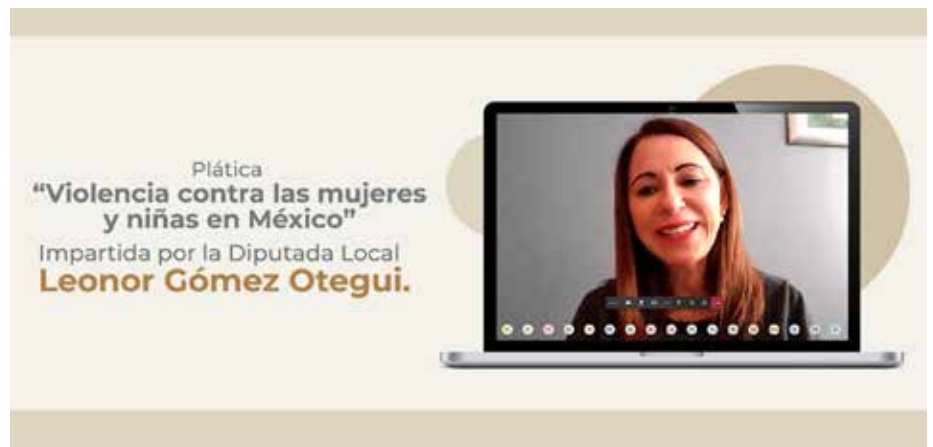 Plática
“Violencia contra las mujeres
y niñas en México”
Impartida por la Diputada Local
Leonor Gómez Otegui.